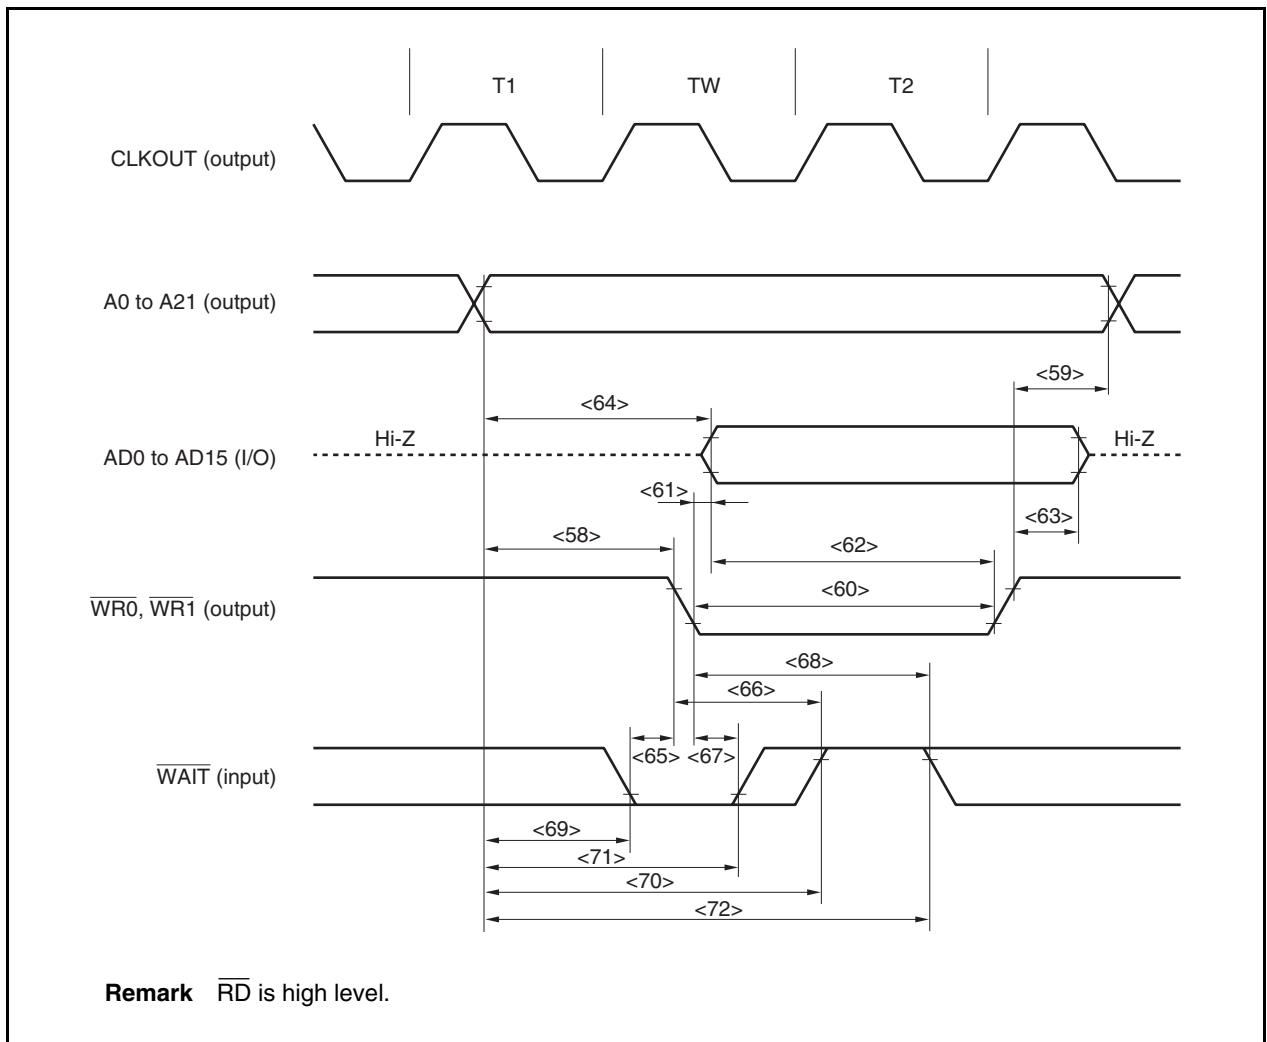 T1 TW T2
CLKOUT (output)
A0 to A21 (output)
<59>
<64>
Hi-Z Hi-Z
AD0 to AD15 (I/O)
<61>
<63>
<58>
<62>
<60>
WR0, WR1 (output)
<68>
<66>
<65> <67>
WAIT (input)
<69>
<71>
<70>
<72>
Remark RD is high level.